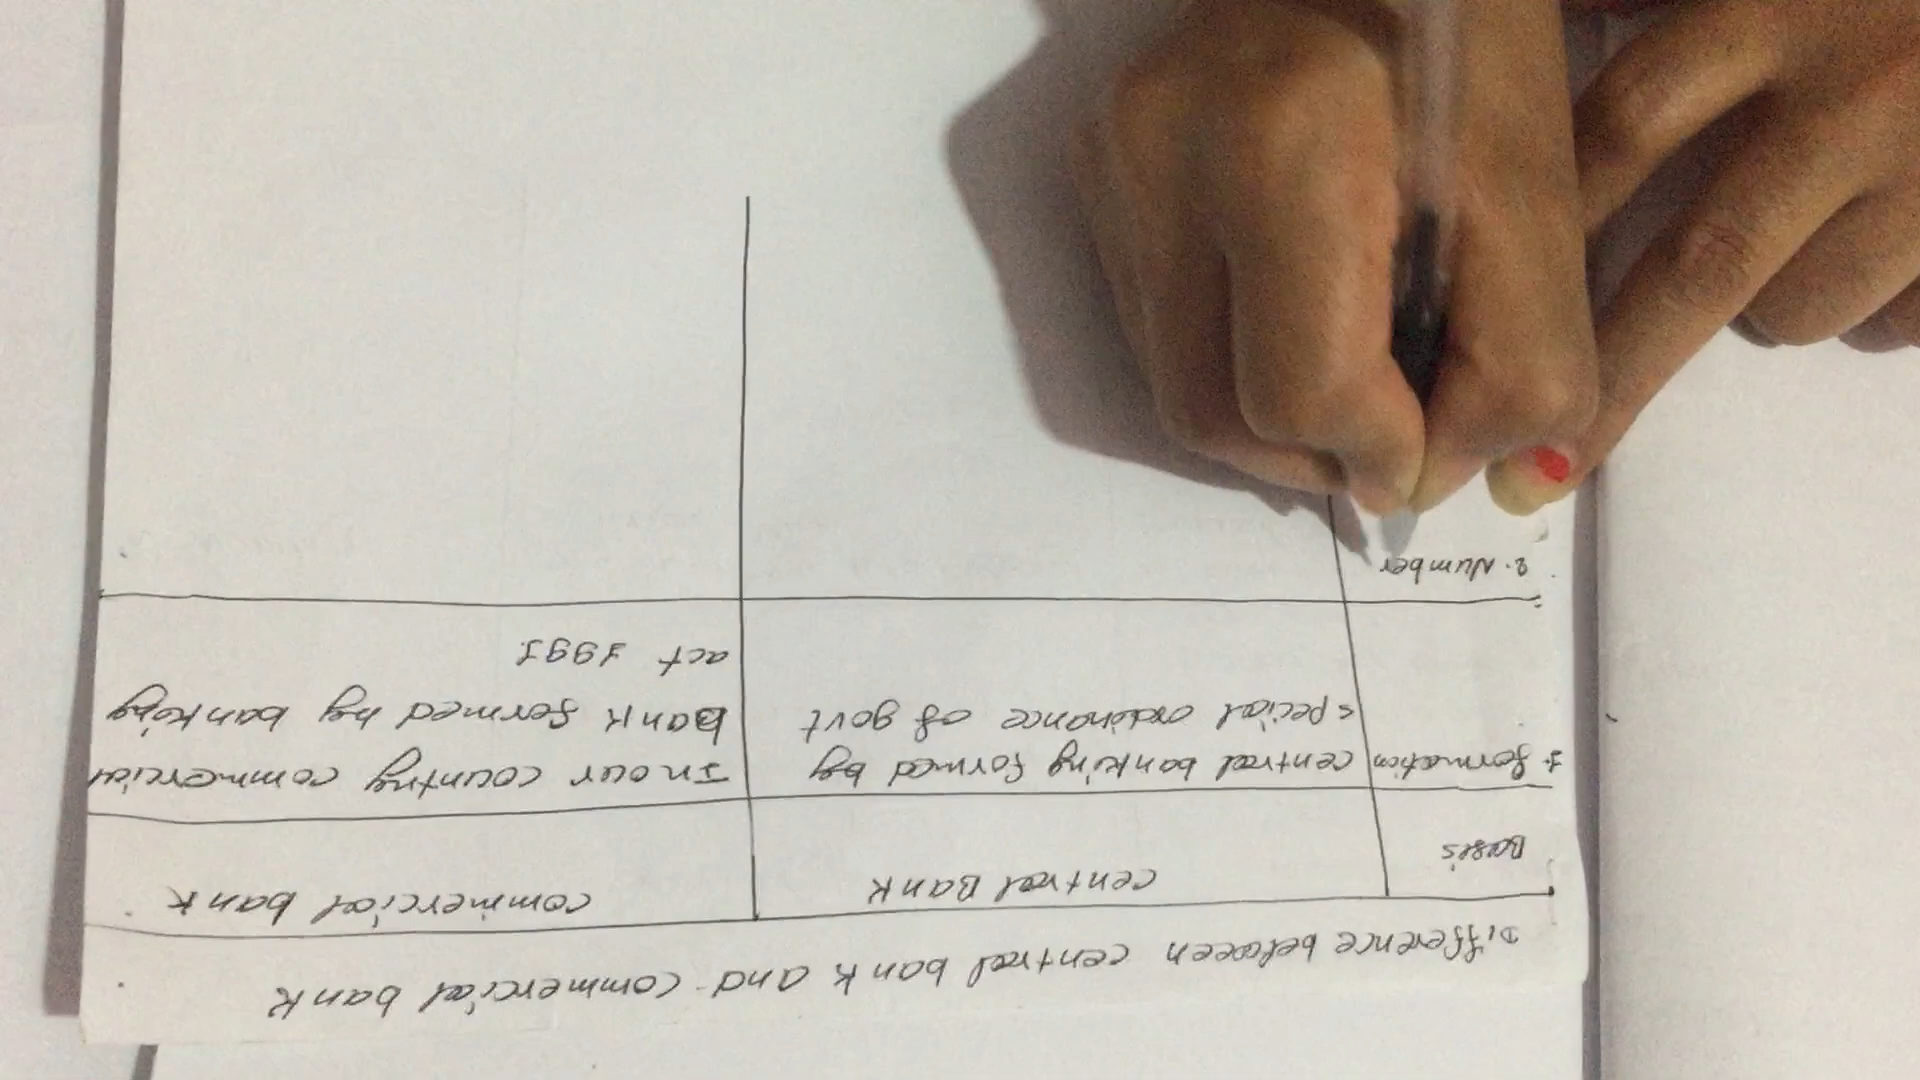 Difference between central bank and commercial bank
Bases
central BanK
commercial bank
1. formation
central banking formed by
special ordinance of govt
In our country commercial
bank formed by banking
act 1991
2. Number